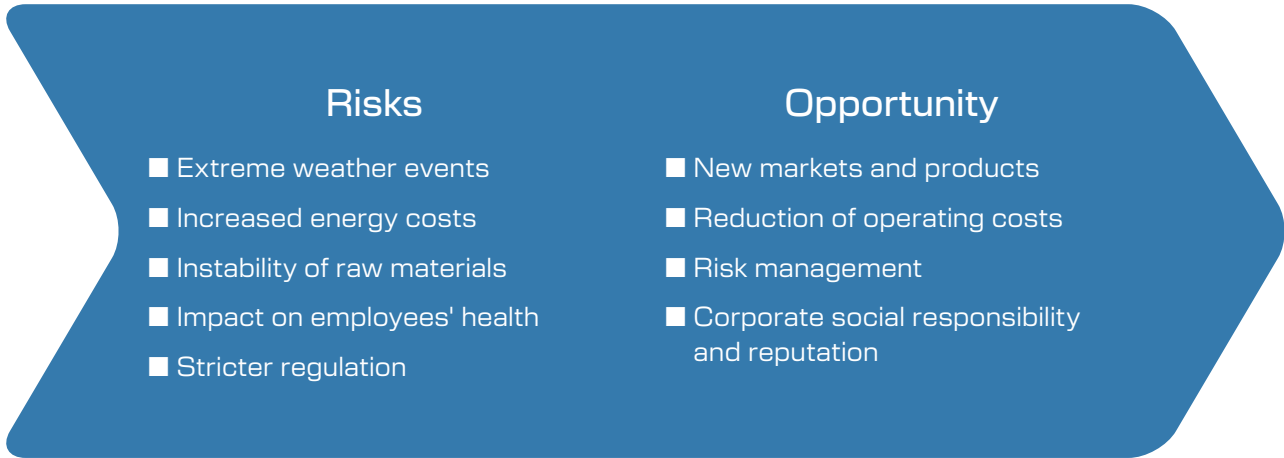 Risks
■ Extreme weather events
■ Increased energy costs
■ Instability of raw materials
■ Impact on employees' health
■ Stricter regulation
Opportunity
■ New markets and products
■ Reduction of operating costs
■ Risk management
■ Corporate social responsibility
and reputation